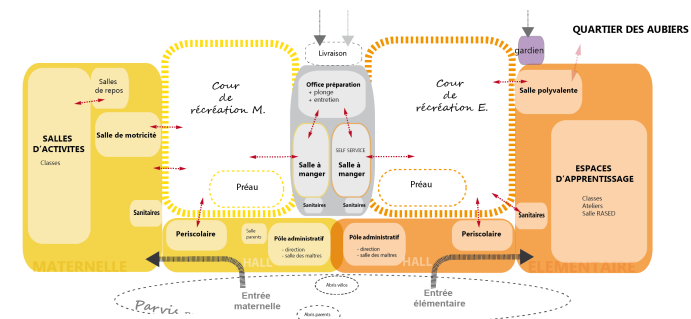 QUARTIER DES AUBIERS
Livraison
gardien
Salles
de repos
Cour
de
récréation M.
Office préparation
+ plonge
+ entretien
Cour
de
récréation E.
Salle polyvalente
SALLES
D'ACTIVITES
Classes
Salle de motricité
SELF SERVICE
Salle à
manger
Salle à
manger
ESPACES
D'APPRENTISSAGE
Classes
Ateliers
Salle RASED
Préau
Préau
Sanitaires
Sanitaires
Sanitaires
Sanitaires
Periscolaire
Salle
parents
Pôle administratif
- direction
- salle des maîtres
Pôle administratif
- direction
- salle des maîtres
Periscolaire
MATERNELLE
HALL
HALL
ELEMENTAIRE
Abris vélos
Entrée
maternelle
Entrée
élémentaire
Parvis
Abris parents